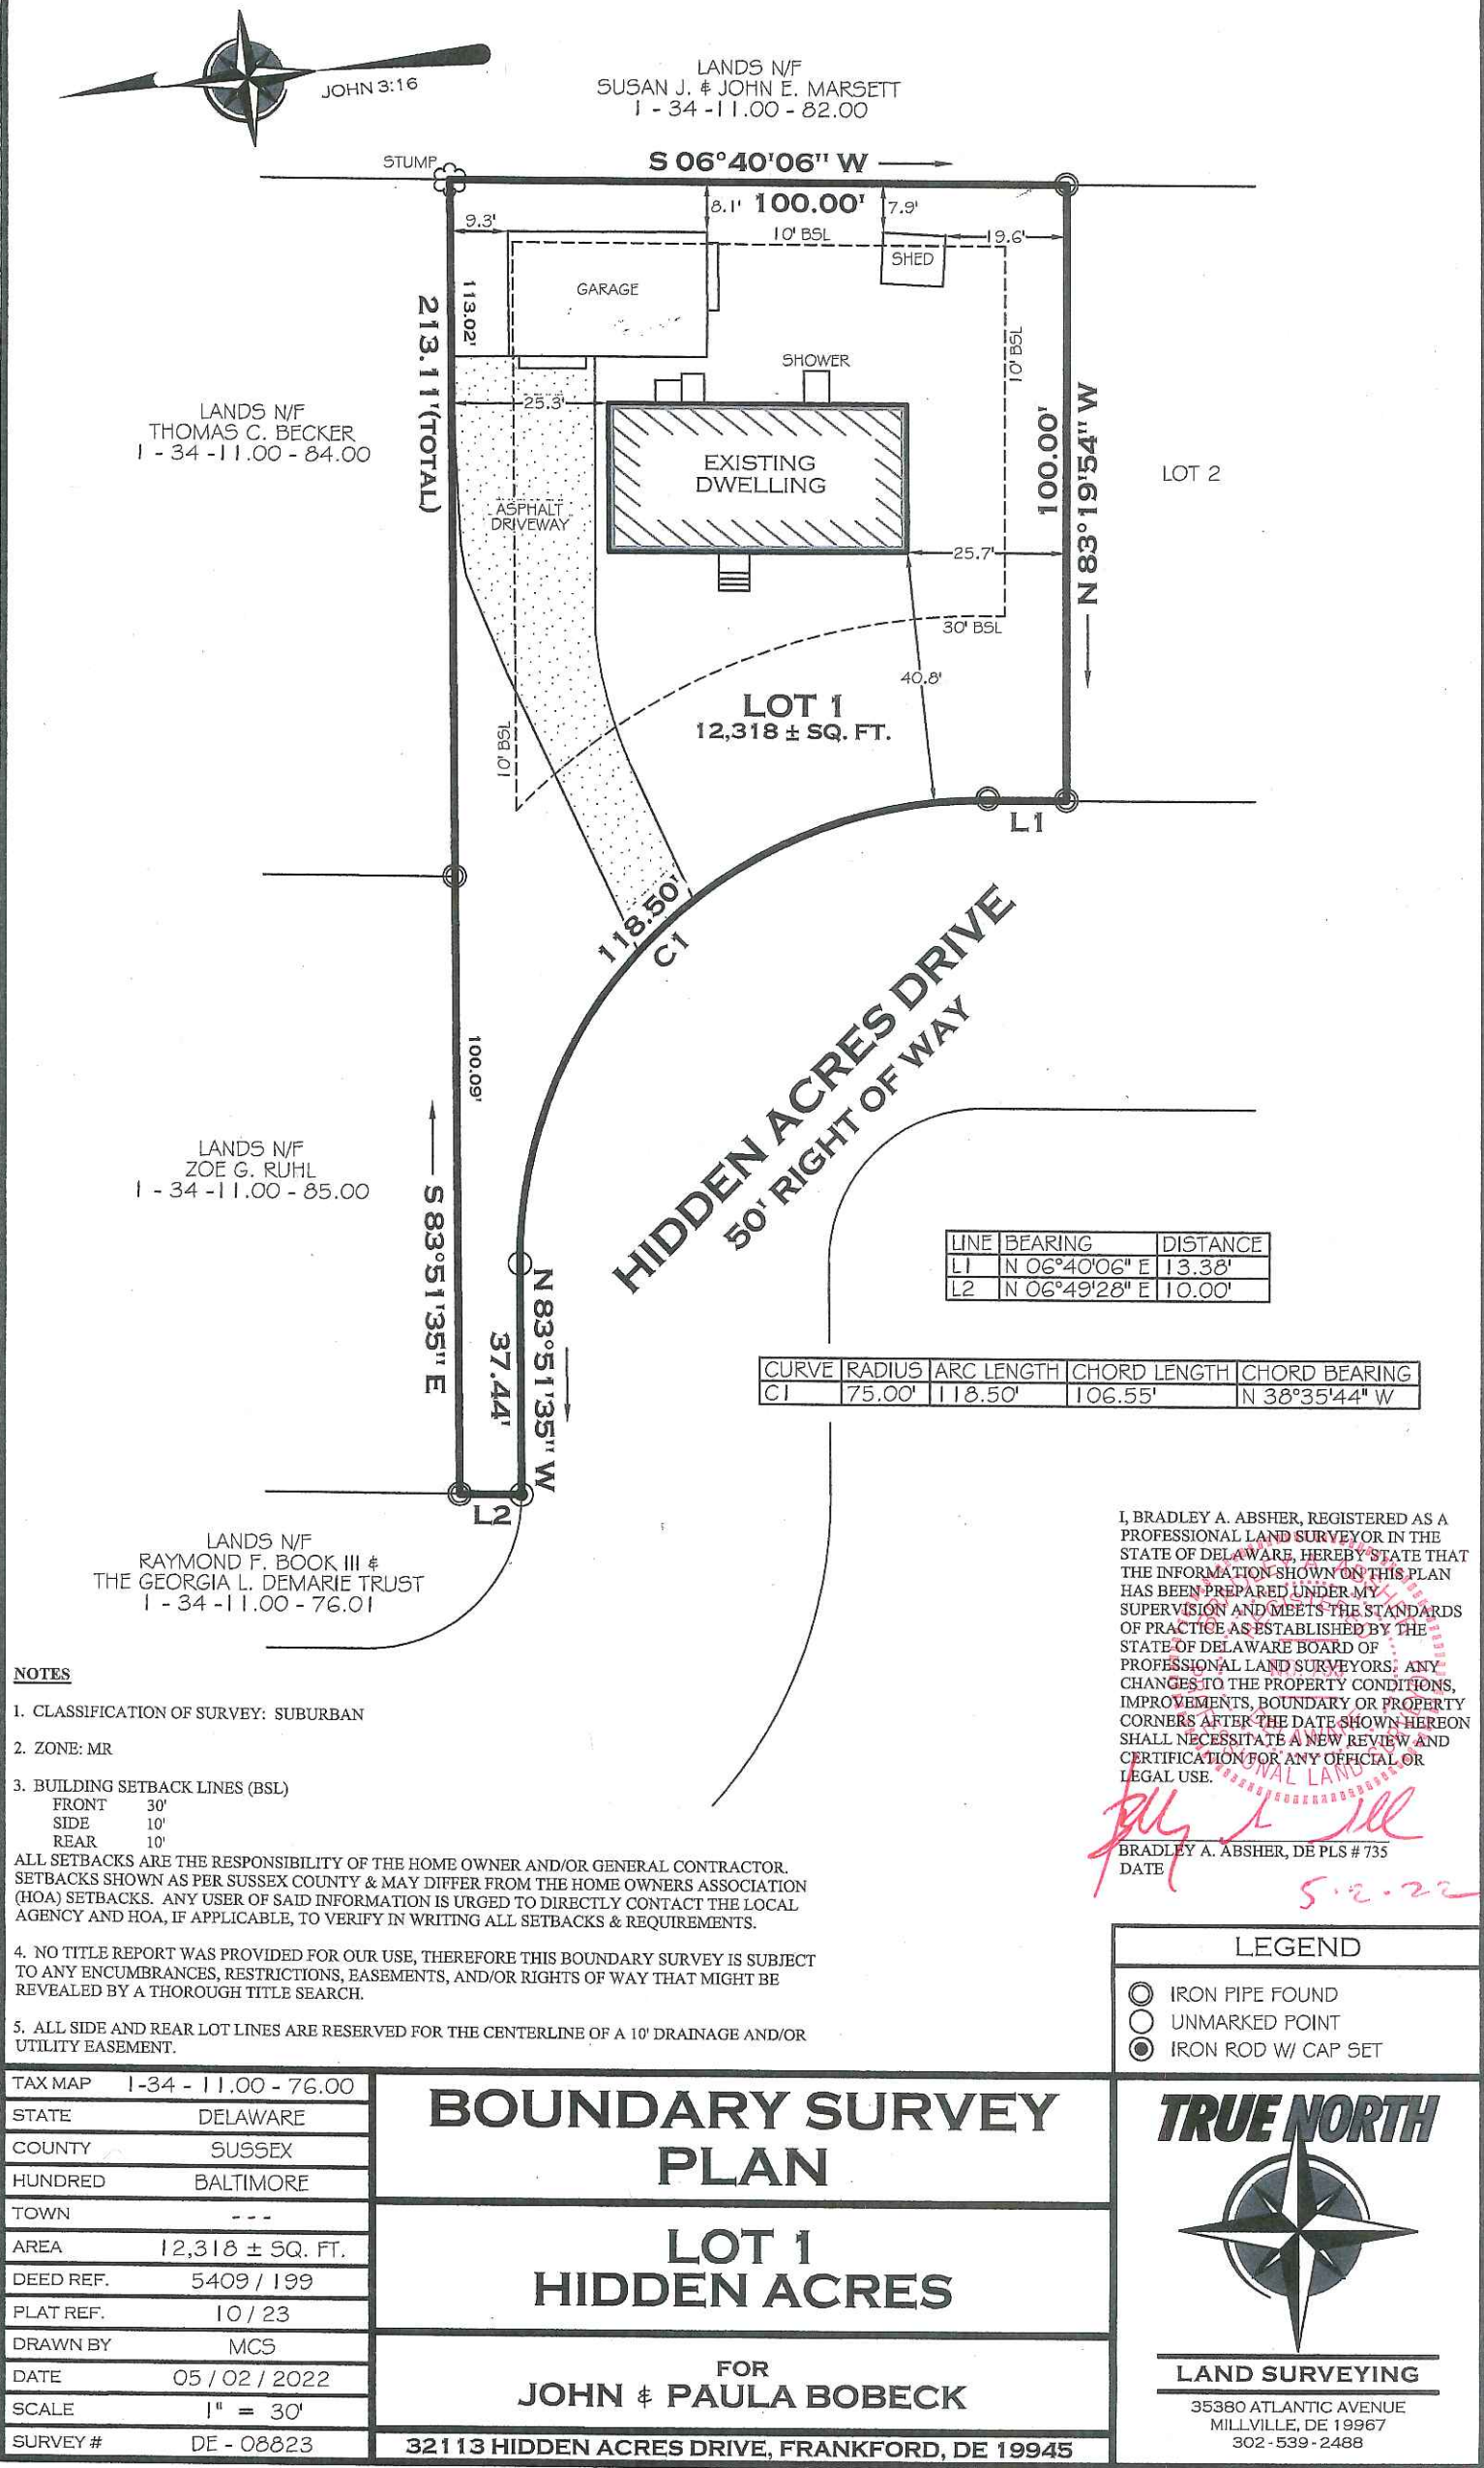 JOHN 3:16
LANDS N/F
SUSAN J. & JOHN E. MARSETT
1 - 34 -11.00 - 82.00
STUMP
S 06°40'06" W
100.00'
8.1'
7.9'
9.3'
10' BSL
19.6'
SHED
GARAGE
113.02'
213.11'(TOTAL)
10' BSL
SHOWER
25.3'
LANDS N/F
THOMAS C. BECKER
1 - 34 -11.00 - 84.00
EXISTING
DWELLING
100.00'
N 83°19'54" W
LOT 2
ASPHALT
DRIVEWAY
25.7'
30' BSL
40.8'
LOT 1
12,318 ± SQ. FT.
10' BSL
L1
118.50'
C1
HIDDEN ACRES DRIVE
50' RIGHT OF WAY
100.09'
LANDS N/F
ZOE G. RUHL
1 - 34 -11.00 - 85.00
S 83°51'35" E
N 83°51'35" W
37.44'
LINE BEARING DISTANCE
L1 N 06°40'06" E 13.38'
L2 N 06°49'28" E 10.00'
CURVE RADIUS ARC LENGTH CHORD LENGTH CHORD BEARING
C1 75.00' 118.50' 106.55' N 38°35'44" W
L2
LANDS N/F
RAYMOND F. BOOK III &
THE GEORGIA L. DEMARIE TRUST
1 - 34 -11.00 - 76.01
I, BRADLEY A. ABSHER, REGISTERED AS A
PROFESSIONAL LAND SURVEYOR IN THE
STATE OF DELAWARE, HEREBY STATE THAT
THE INFORMATION SHOWN ON THIS PLAN
HAS BEEN PREPARED UNDER MY
SUPERVISION AND MEETS THE STANDARDS
OF PRACTICE AS ESTABLISHED BY THE
STATE OF DELAWARE BOARD OF
PROFESSIONAL LAND SURVEYORS. ANY
CHANGES TO THE PROPERTY CONDITIONS,
IMPROVEMENTS, BOUNDARY OR PROPERTY
CORNERS AFTER THE DATE SHOWN HEREON
SHALL NECESSITATE A NEW REVIEW AND
CERTIFICATION FOR ANY OFFICIAL OR
LEGAL USE.
BRADLEY A. ABSHER
REGISTERED
DELAWARE
PROFESSIONAL LAND SURVEYOR
BRADLEY A. ABSHER, DE PLS # 735
DATE
5-2-22
NOTES
1. CLASSIFICATION OF SURVEY: SUBURBAN
2. ZONE: MR
3. BUILDING SETBACK LINES (BSL)
FRONT 30'
SIDE 10'
REAR 10'
ALL SETBACKS ARE THE RESPONSIBILITY OF THE HOME OWNER AND/OR GENERAL CONTRACTOR.
SETBACKS SHOWN AS PER SUSSEX COUNTY & MAY DIFFER FROM THE HOME OWNERS ASSOCIATION
(HOA) SETBACKS. ANY USER OF SAID INFORMATION IS URGED TO DIRECTLY CONTACT THE LOCAL
AGENCY AND HOA, IF APPLICABLE, TO VERIFY IN WRITING ALL SETBACKS & REQUIREMENTS.
4. NO TITLE REPORT WAS PROVIDED FOR OUR USE, THEREFORE THIS BOUNDARY SURVEY IS SUBJECT
TO ANY ENCUMBRANCES, RESTRICTIONS, EASEMENTS, AND/OR RIGHTS OF WAY THAT MIGHT BE
REVEALED BY A THOROUGH TITLE SEARCH.
5. ALL SIDE AND REAR LOT LINES ARE RESERVED FOR THE CENTERLINE OF A 10' DRAINAGE AND/OR
UTILITY EASEMENT.
LEGEND
IRON PIPE FOUND
UNMARKED POINT
IRON ROD W/ CAP SET
TAX MAP 1-34 - 11.00 - 76.00
STATE DELAWARE
COUNTY SUSSEX
HUNDRED BALTIMORE
TOWN - - -
AREA 12,318 ± SQ. FT.
DEED REF. 5409 / 199
PLAT REF. 10 / 23
DRAWN BY MCS
DATE 05 / 02 / 2022
SCALE 1" = 30'
SURVEY # DE - 08823
BOUNDARY SURVEY
PLAN
LOT 1
HIDDEN ACRES
FOR
JOHN & PAULA BOBECK
32113 HIDDEN ACRES DRIVE, FRANKFORD, DE 19945
TRUE NORTH
LAND SURVEYING
35380 ATLANTIC AVENUE
MILLVILLE, DE 19967
302-539-2488